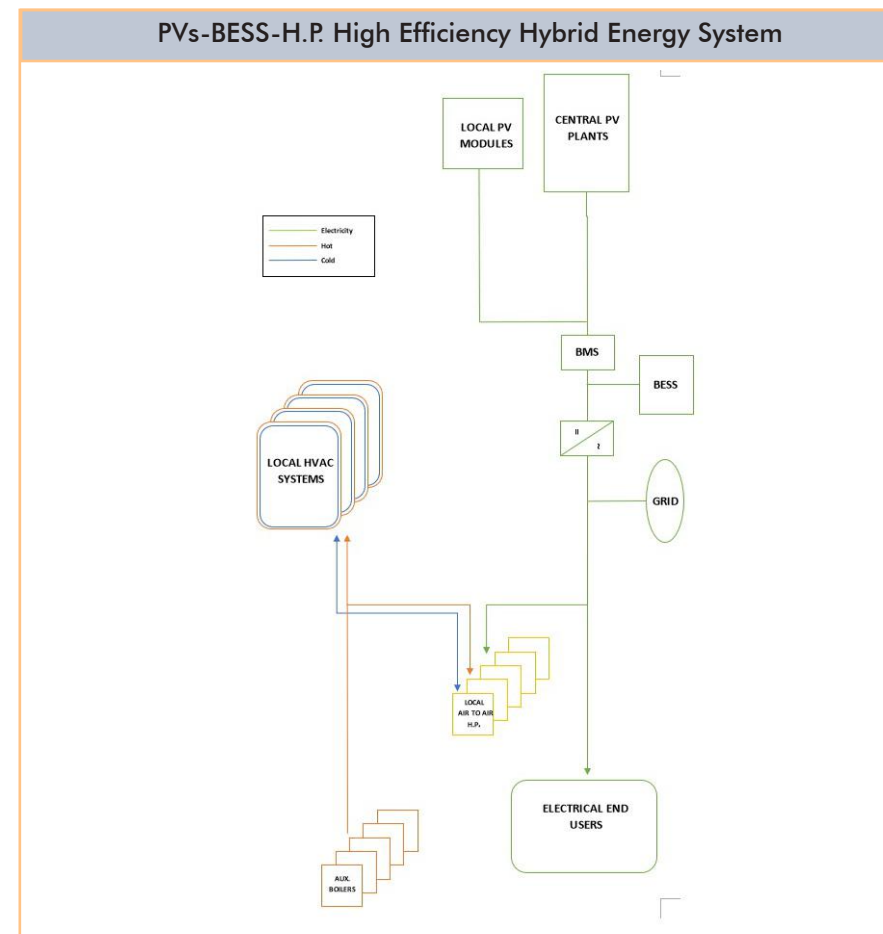 PVs-BESS-H.P. High Efficiency Hybrid Energy System
LOCAL PV
MODULES
CENTRAL PV
PLANTS
Electricity
Hot
Cold
BMS
BESS
LOCAL HVAC
SYSTEMS
GRID
LOCAL
AIR TO AIR
H.P.
ELECTRICAL END
USERS
AUX.
BOILERS